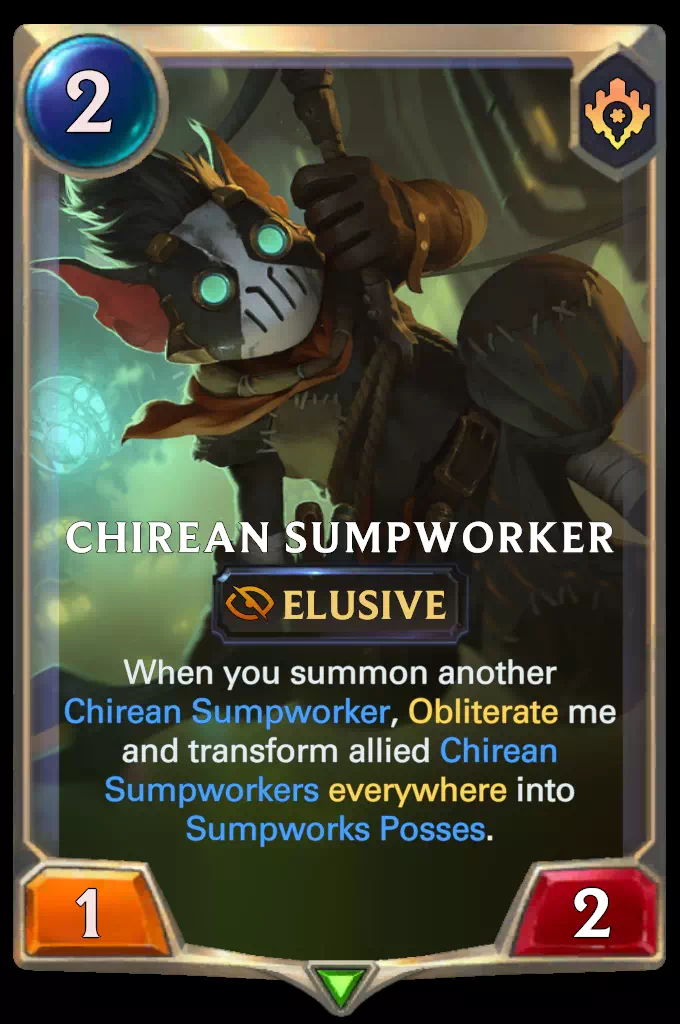 2
CHIREAN SUMPWORKER
ELUSIVE
When you summon another
Chirean Sumpworker, Obliterate me
and transform allied Chirean
Sumpworkers everywhere into
Sumpworks Posses.
1
2